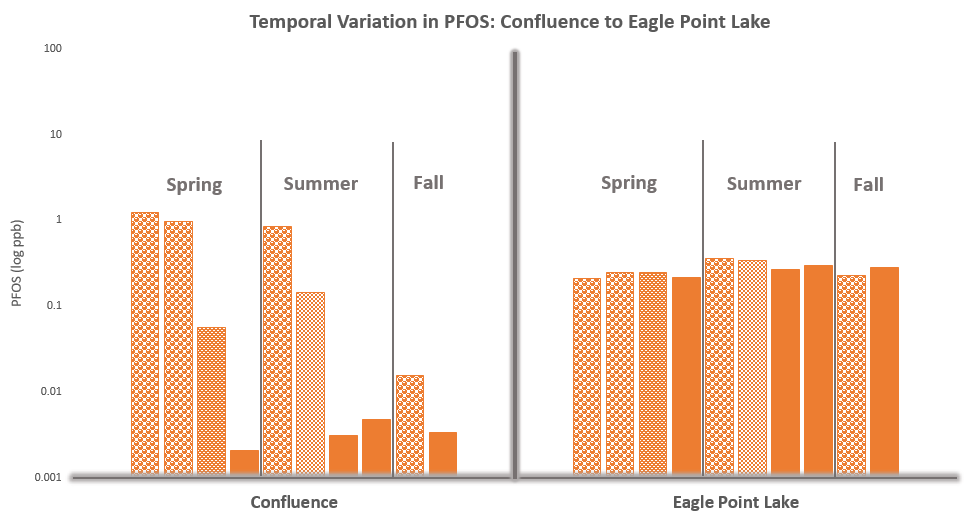 Temporal Variation in PFOS: Confluence to Eagle Point Lake
100
10
1
0.1
0.01
0.001
PFOS (log ppb)
Spring
Summer
Fall
Spring
Summer
Fall
Confluence
Eagle Point Lake